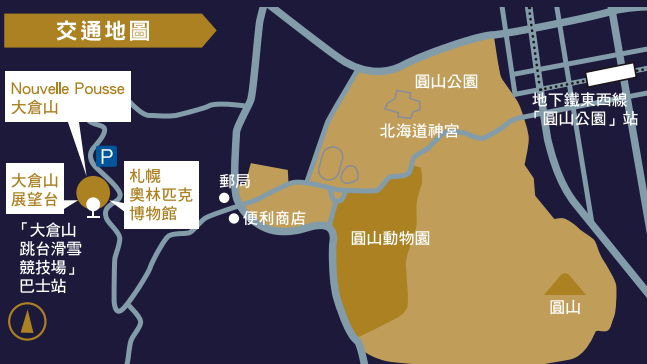 交通地圖
Nouvelle Pousse
大倉山
P
大倉山
展望台
札幌
奧林匹克
博物館
「大倉山
跳台滑雪
競技場」
巴士站
郵局
便利商店
圓山公園
北海道神宮
地下鐵東西線
「圓山公園」站
圓山動物園
圓山